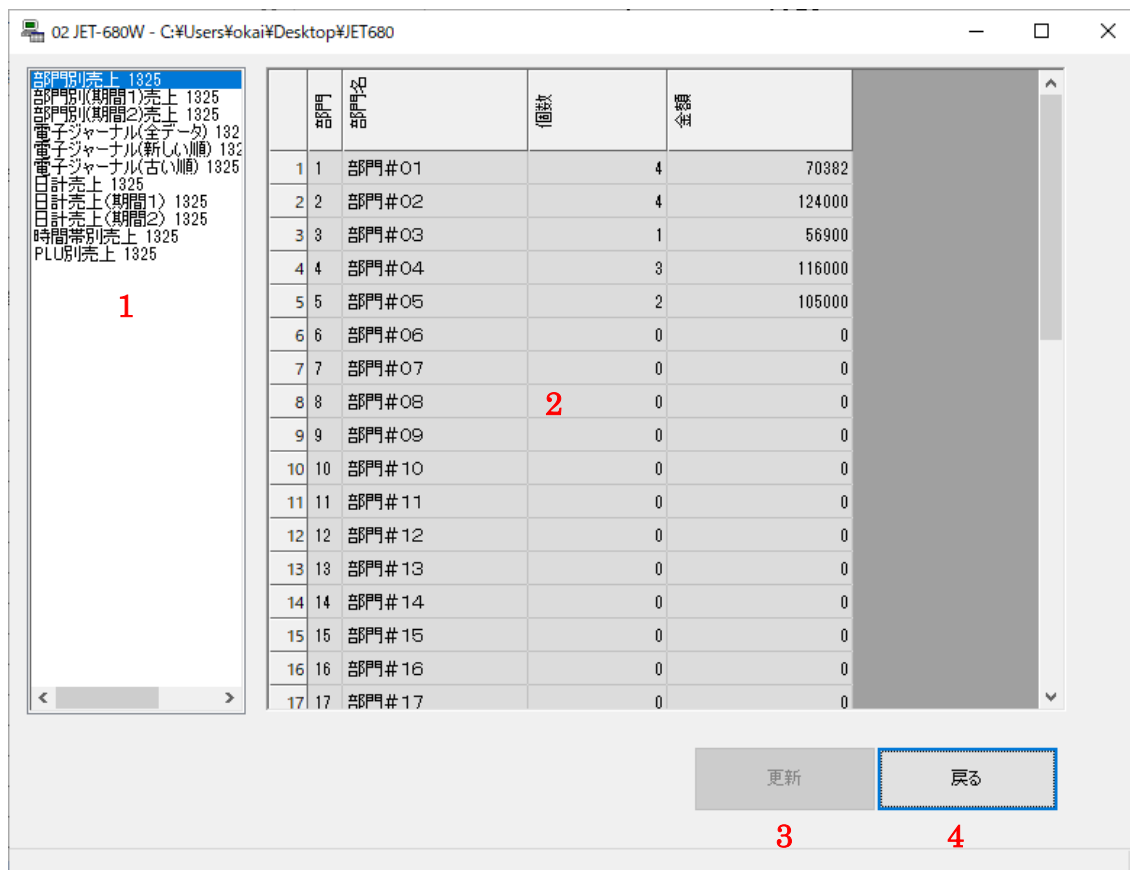 02 JET-680W - C:¥Users¥okai¥Desktop¥JET680
部門別売上 1325
部門別(期間1)売上 1325
部門別(期間2)売上 1325
電子ジャーナル(全データ) 132
電子ジャーナル(新しい順) 132
電子ジャーナル(古い順) 1325
日計売上 1325
日計売上(期間1) 1325
日計売上(期間2) 1325
時間帯別売上 1325
PLU別売上 1325
1
部門 部門名 個数 金額
1 1 部門#01 4 70382
2 2 部門#02 4 124000
3 3 部門#03 1 56900
4 4 部門#04 3 116000
5 5 部門#05 2 105000
6 6 部門#06 0 0
7 7 部門#07 0 0
8 8 部門#08 0 0
9 9 部門#09 0 0
10 10 部門#10 0 0
11 11 部門#11 0 0
12 12 部門#12 0 0
13 13 部門#13 0 0
14 14 部門#14 0 0
15 15 部門#15 0 0
16 16 部門#16 0 0
17 17 部門#17 0 0
2
更新 戻る
3 4